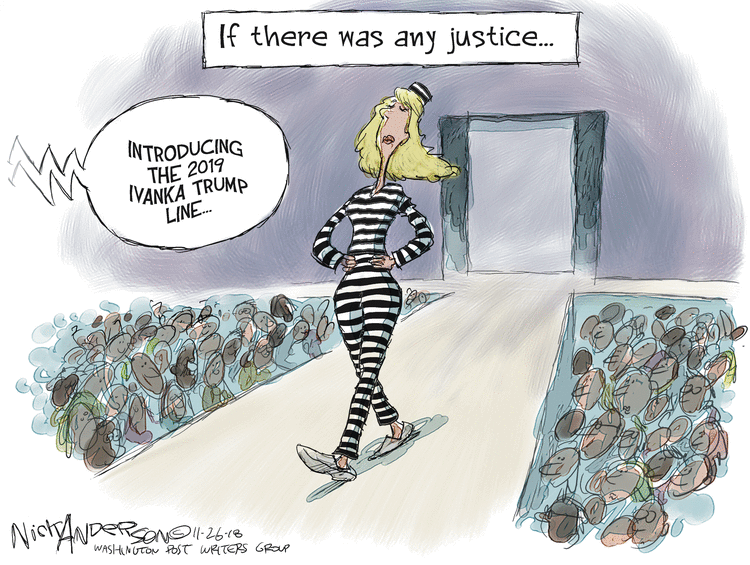 If there was any justice...
INTRODUCING
THE 2019
IVANKA TRUMP
LINE...
NICK ANDERSON © 11-26-18
WASHINGTON POST WRITERS GROUP